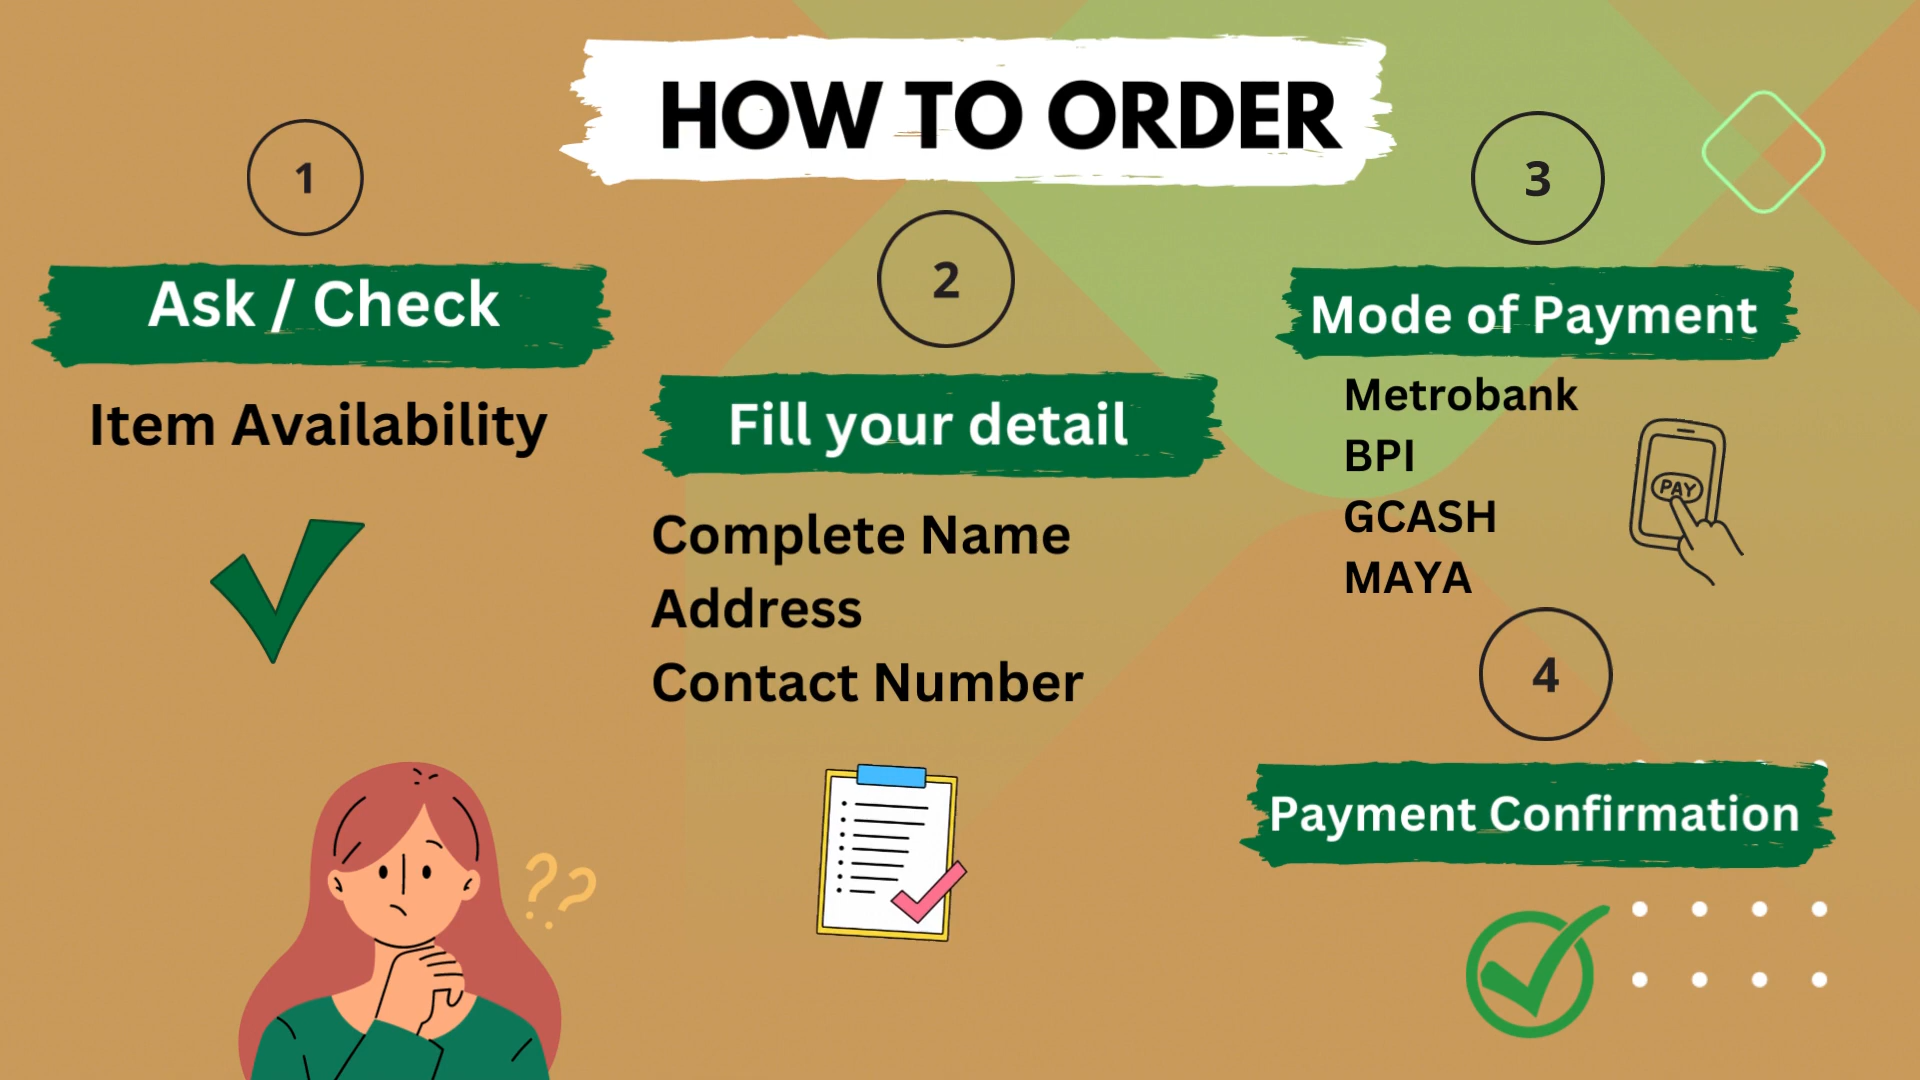 HOW TO ORDER
1
Ask / Check
Item Availability
??
2
Fill your detail
Complete Name
Address
Contact Number
3
Mode of Payment
Metrobank
BPI
GCASH
MAYA
PAY
4
Payment Confirmation